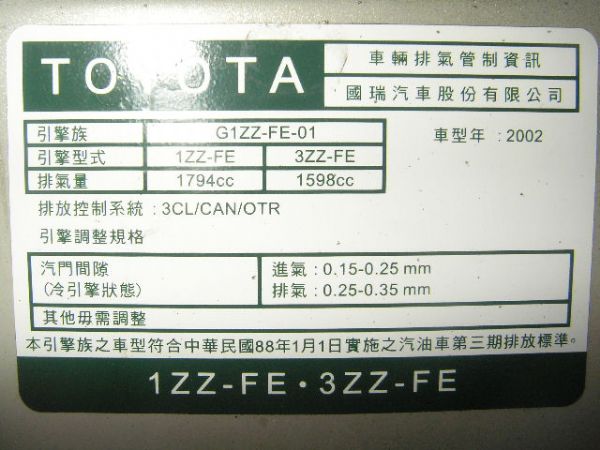 TOYOTA
車輛排氣管制資訊
國瑞汽車股份有限公司
引擎族 G1ZZ-FE-01
車型年 : 2002
引擎型式 1ZZ-FE 3ZZ-FE
排氣量 1794cc 1598cc
排放控制系統 : 3CL/CAN/OTR
引擎調整規格
汽門間隙 進氣 : 0.15-0.25 mm
(冷引擎狀態) 排氣 : 0.25-0.35 mm
其他毋需調整
本引擎族之車型符合中華民國88年1月1日實施之汽油車第三期排放標準。
1ZZ-FE・3ZZ-FE